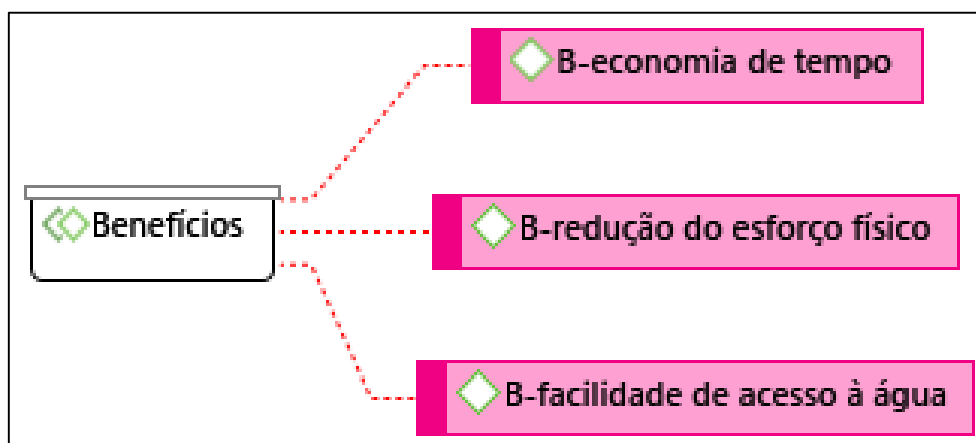 B-economia de tempo
Benefícios
B-redução do esforço físico
B-facilidade de acesso à água